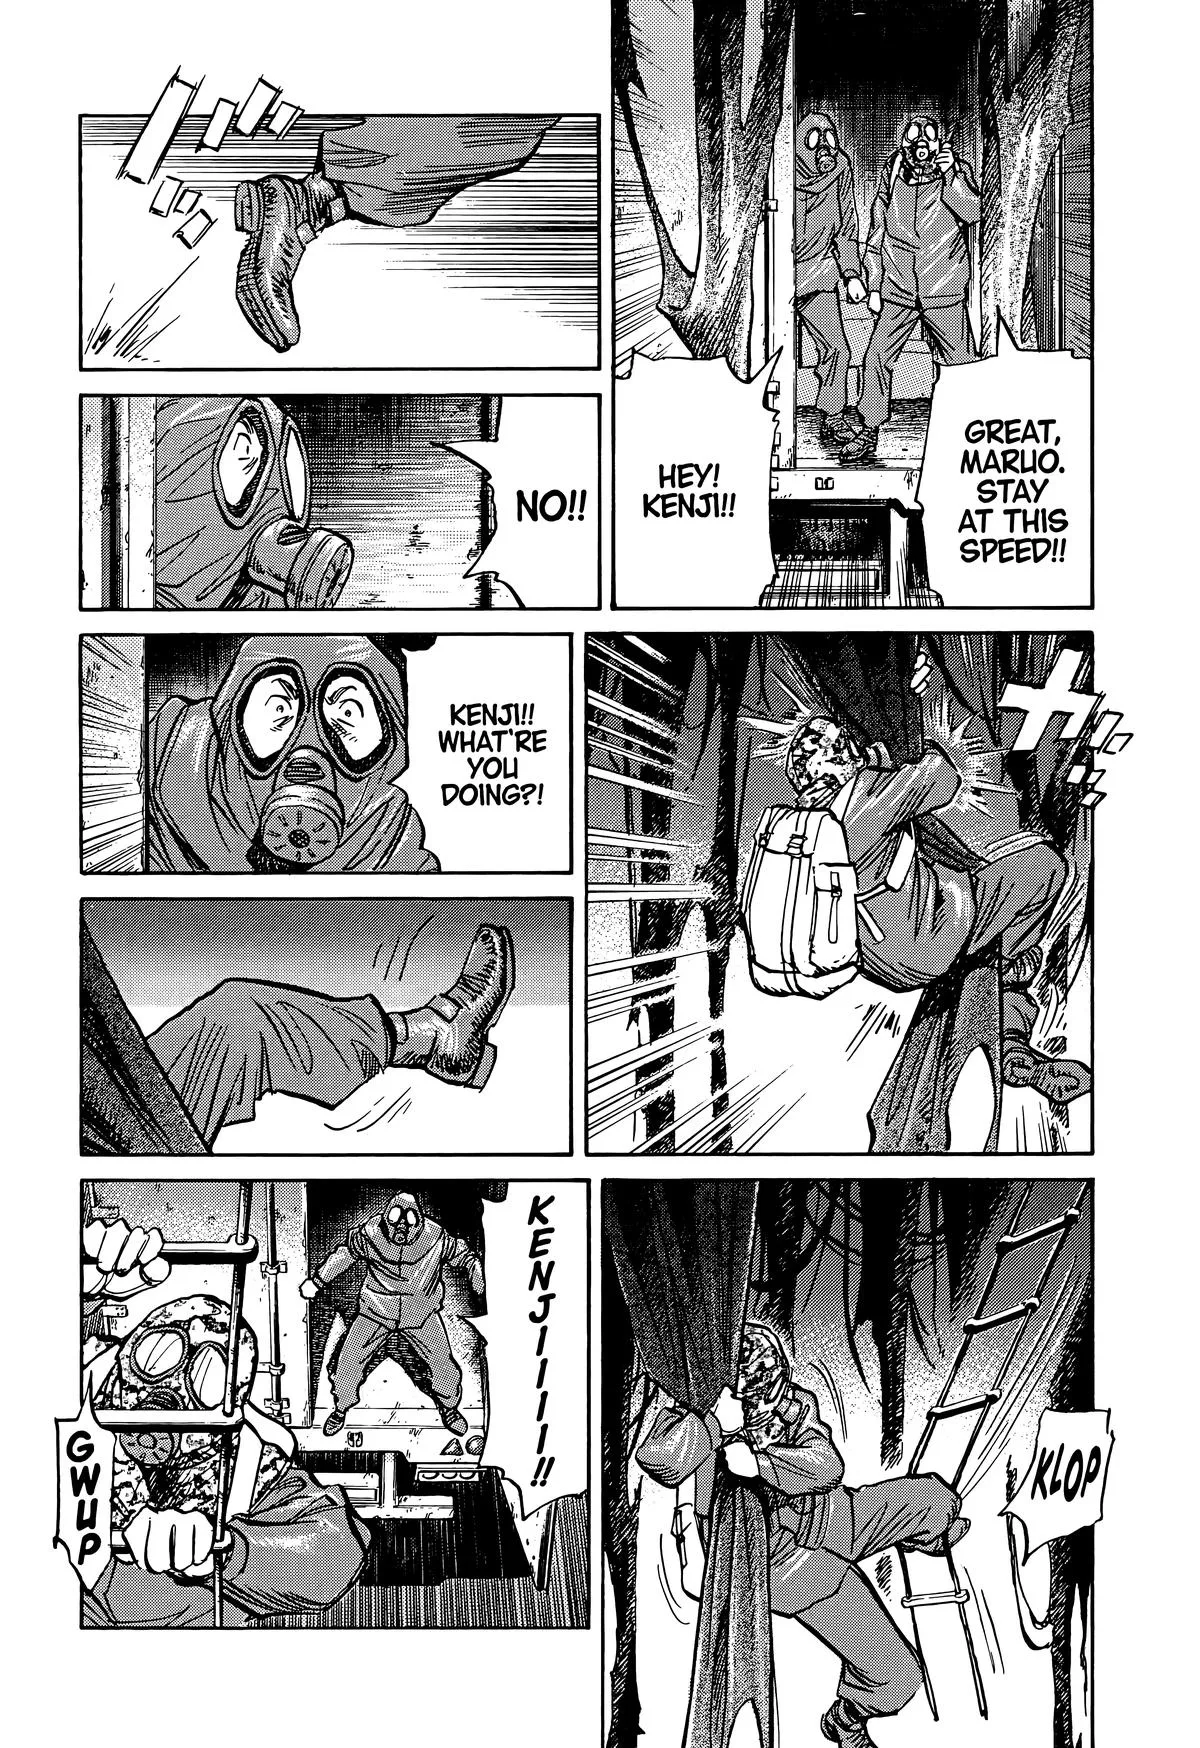 GREAT,
MARUO.
STAY
AT THIS
SPEED!!
HEY!
KENJI!!
NO!!
KENJI!!
WHAT'RE
YOU
DOING?!
KLOP
KENJIIIII!!
GWUP